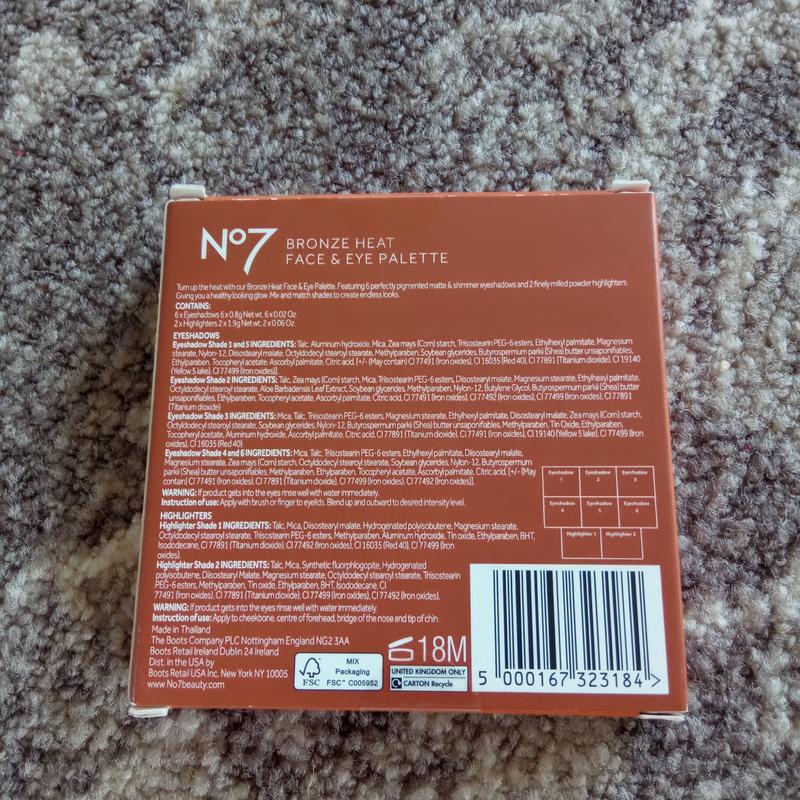 No7 BRONZE HEAT
FACE & EYE PALETTE
Turn up the heat with our Bronze Heat Face & Eye Palette. Featuring 6 perfectly pigmented matte & shimmer eyeshadows and 2 finely milled powder highlighters.
Giving you a healthy looking glow. Mix and match shades to create endless looks.
CONTAINS:
6 x Eyeshadows 6 x 0.8g Net wt. 6 x 0.02 Oz.
2 x Highlighters 2 x 1.9g Net wt. 2 x 0.06 Oz.
EYESHADOWS
Eyeshadow Shade 1 and 5 INGREDIENTS: Talc, Aluminum hydroxide, Mica, Zea mays (Corn) starch, Triisostearin PEG-6 esters, Ethylhexyl palmitate, Magnesium
stearate, Nylon-12, Diisostearyl malate, Octyldodecyl stearoyl stearate, Methylparaben, Soybean glycerides, Butyrospermum parkii (Shea) butter unsaponifiables,
Ethylparaben, Tocopheryl acetate, Ascorbyl palmitate, Citric acid, [+/- (May contain) CI 77491 (Iron oxides), CI 16035 (Red 40), CI 77891 (Titanium dioxide), CI 19140
(Yellow 5 lake), CI 77499 (Iron oxides)].
Eyeshadow Shade 2 INGREDIENTS: Talc, Zea mays (Corn) starch, Mica, Triisostearin PEG-6 esters, Diisostearyl malate, Magnesium stearate, Ethylhexyl palmitate,
Octyldodecyl stearoyl stearate, Aloe Barbadensis Leaf Extract, Soybean glycerides, Methylparaben, Nylon-12, Butylene Glycol, Butyrospermum parkii (Shea) butter
unsaponifiables, Ethylparaben, Tocopheryl acetate, Ascorbyl palmitate, Citric acid, CI 77491 (Iron oxides), CI 77492 (Iron oxides), CI 77499 (Iron oxides), CI 77891
(Titanium dioxide).
Eyeshadow Shade 3 INGREDIENTS: Mica, Talc, Triisostearin PEG-6 esters, Magnesium stearate, Ethylhexyl palmitate, Diisostearyl malate, Zea mays (Corn) starch,
Octyldodecyl stearoyl stearate, Soybean glycerides, Nylon-12, Butyrospermum parkii (Shea) butter unsaponifiables, Methylparaben, Tin Oxide, Ethylparaben,
Tocopheryl acetate, Aluminum hydroxide, Ascorbyl palmitate, Citric acid, CI 77891 (Titanium dioxide), CI 77491 (Iron oxides), CI 19140 (Yellow 5 lake), CI 77499 (Iron
oxides), CI 16035 (Red 40).
Eyeshadow Shade 4 and 6 INGREDIENTS: Mica, Talc, Triisostearin PEG-6 esters, Ethylhexyl palmitate, Diisostearyl malate,
Magnesium stearate, Zea mays (Corn) starch, Octyldodecyl stearoyl stearate, Soybean glycerides, Nylon-12, Butyrospermum
parkii (Shea) butter unsaponifiables, Methylparaben, Ethylparaben, Tocopheryl acetate, Ascorbyl palmitate, Citric acid, [+/- (May
contain) CI 77491 (Iron oxides), CI 77891 (Titanium dioxide), CI 77499 (Iron oxides), CI 77492 (Iron oxides)].
WARNING: If product gets into the eyes rinse well with water immediately.
Instruction of use: Apply with brush or finger to eyelids. Blend up and outward to desired intensity level.
Eyeshadow 1 Eyeshadow 2 Eyeshadow 3
Eyeshadow 4 Eyeshadow 5 Eyeshadow 6
Highlighter 1 Highlighter 2
HIGHLIGHTERS
Highlighter Shade 1 INGREDIENTS: Talc, Mica, Diisostearyl malate, Hydrogenated polyisobutene, Magnesium stearate,
Octyldodecyl stearoyl stearate, Triisostearin PEG-6 esters, Methylparaben, Aluminum hydroxide, Tin oxide, Ethylparaben, BHT,
Isododecane, CI 77891 (Titanium dioxide), CI 77492 (Iron oxides), CI 16035 (Red 40), CI 77499 (Iron
oxides).
Highlighter Shade 2 INGREDIENTS: Talc, Mica, Synthetic fluorphlogopite, Hydrogenated
polyisobutene, Diisostearyl Malate, Magnesium stearate, Octyldodecyl stearoyl stearate, Triisostearin
PEG-6 esters, Methylparaben, Tin oxide, Ethylparaben, BHT, Isododecane, CI
77491 (Iron oxides), CI 77891 (Titanium dioxide), CI 77499 (Iron oxides), CI 77492 (Iron oxides).
WARNING: If product gets into the eyes rinse well with water immediately.
Instruction of use: Apply to cheekbone, centre of forehead, bridge of the nose and tip of chin.
Made in Thailand
The Boots Company PLC Nottingham England NG2 3AA
Boots Retail Ireland Dublin 24 Ireland
Dist. in the USA by
Boots Retail USA Inc. New York NY 10005
www.No7beauty.com
FSC
MIX
Packaging
FSC™ C005952
18M
UNITED KINGDOM ONLY
CARTON Recycle
5 000167 323184 >